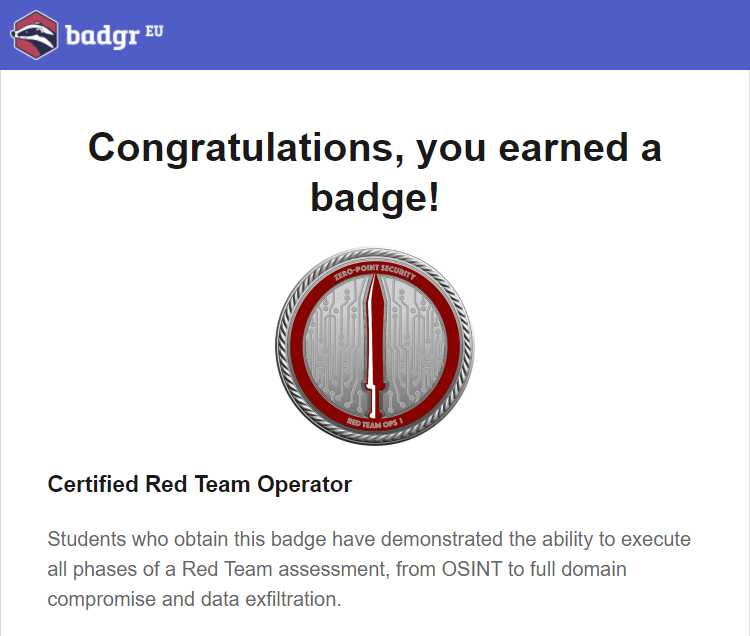 badgr EU
Congratulations, you earned a
badge!
ZERO-POINT SECURITY
RED TEAM OPS I
Certified Red Team Operator
Students who obtain this badge have demonstrated the ability to execute
all phases of a Red Team assessment, from OSINT to full domain
compromise and data exfiltration.